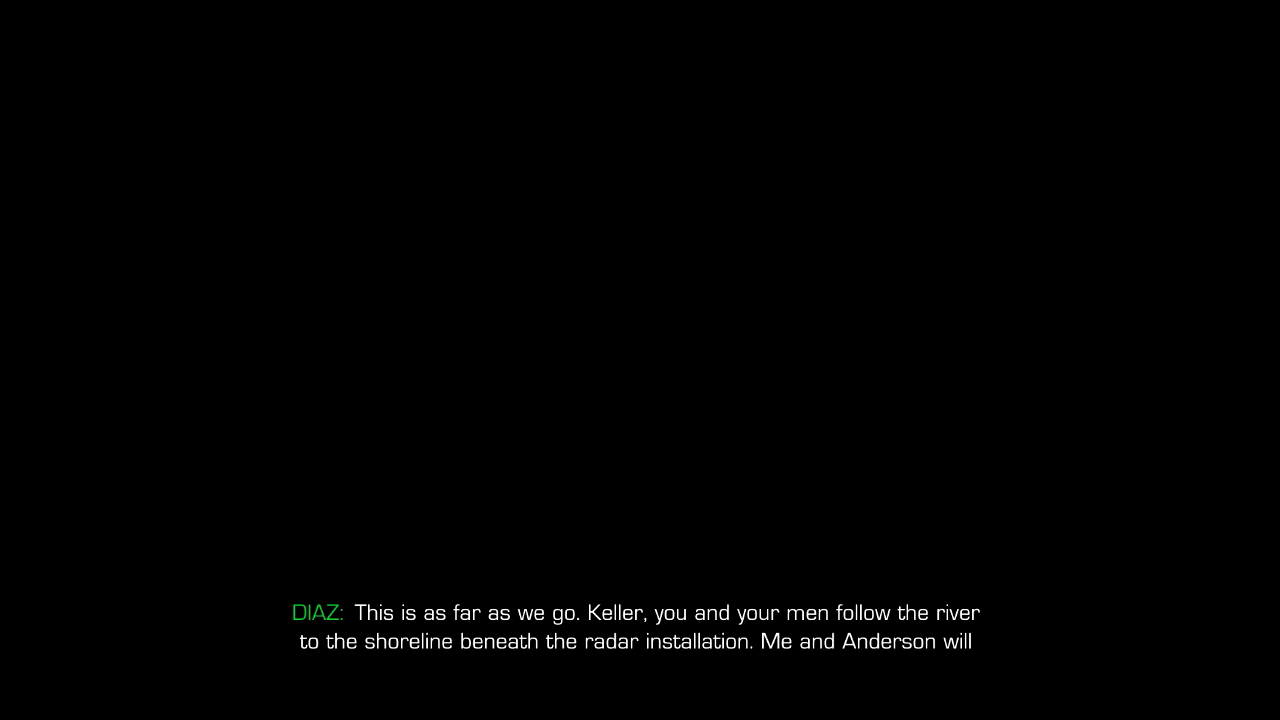 DIAZ: This is as far as we go. Keller, you and your men follow the river
to the shoreline beneath the radar installation. Me and Anderson will